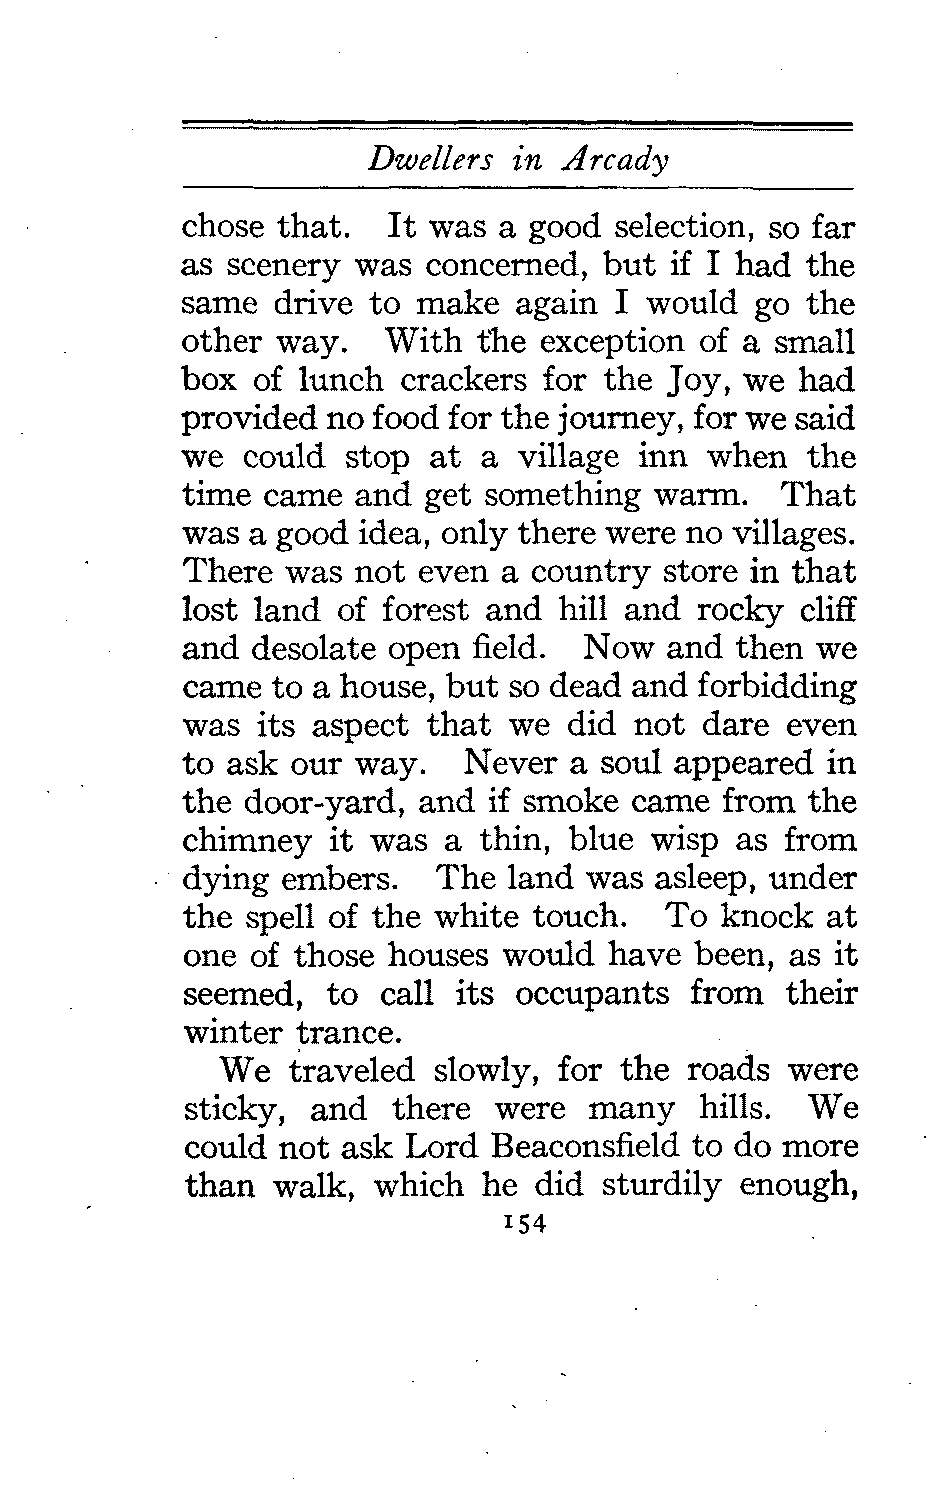 Dwellers in Arcady
chose that. It was a good selection, so far
as scenery was concerned, but if I had the
same drive to make again I would go the
other way. With the exception of a small
box of lunch crackers for the Joy, we had
provided no food for the journey, for we said
we could stop at a village inn when the
time came and get something warm. That
was a good idea, only there were no villages.
There was not even a country store in that
lost land of forest and hill and rocky cliff
and desolate open field. Now and then we
came to a house, but so dead and forbidding
was its aspect that we did not dare even
to ask our way. Never a soul appeared in
the door-yard, and if smoke came from the
chimney it was a thin, blue wisp as from
dying embers. The land was asleep, under
the spell of the white touch. To knock at
one of those houses would have been, as it
seemed, to call its occupants from their
winter trance.
We traveled slowly, for the roads were
sticky, and there were many hills. We
could not ask Lord Beaconsfield to do more
than walk, which he did sturdily enough,
154